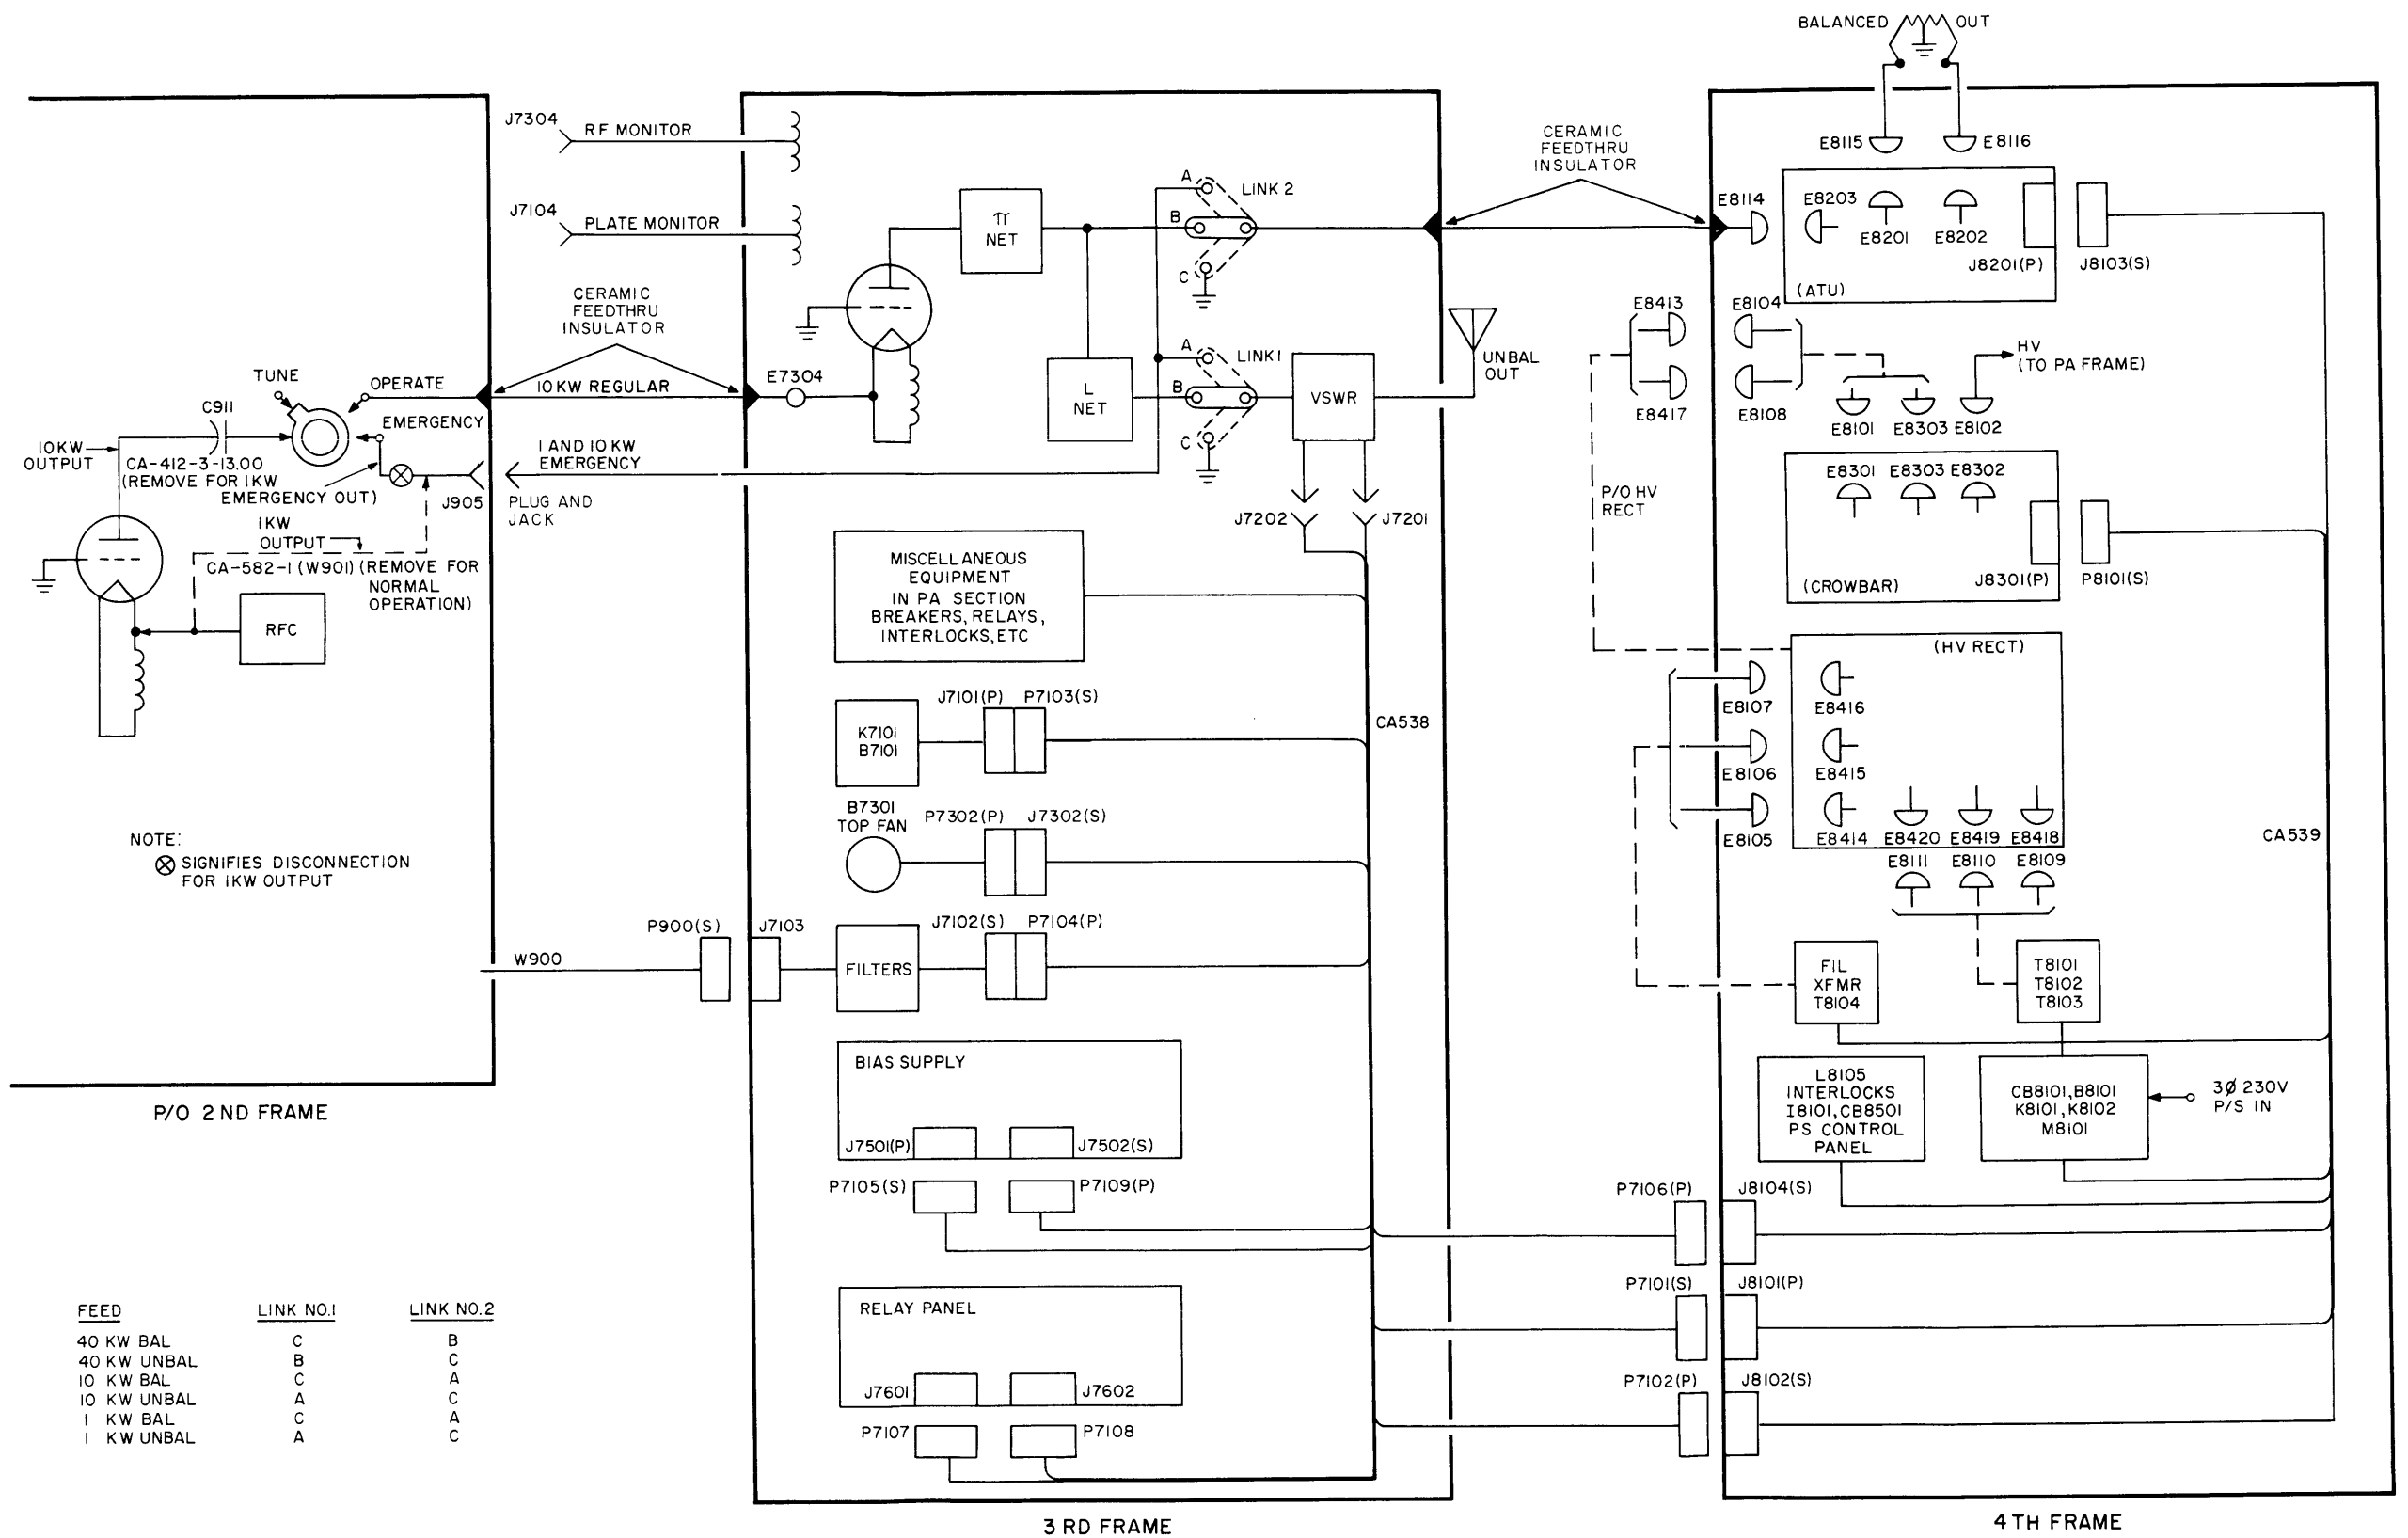 BALANCED OUT
J7304
RF MONITOR
J7104
PLATE MONITOR
CERAMIC
FEEDTHRU
INSULATOR
TUNE
OPERATE
10KW REGULAR
C911
EMERGENCY
10KW
OUTPUT
CA-412-3-13.00
(REMOVE FOR 1KW
EMERGENCY OUT)
J905
1 AND 10 KW
EMERGENCY
PLUG AND
JACK
1KW
OUTPUT
CA-582-1 (W901) (REMOVE FOR
NORMAL
OPERATION)
RFC
NOTE:
SIGNIFIES DISCONNECTION
FOR 1KW OUTPUT
W900
P900(S)
J7103
P/O 2ND FRAME
FEED LINK NO.1 LINK NO.2
40 KW BAL C B
40 KW UNBAL B C
10 KW BAL C A
10 KW UNBAL A C
1 KW BAL C A
1 KW UNBAL A C
π
NET
A
LINK 2
B
C
E7304
L
NET
A
LINK 1
B
C
VSWR
UNBAL
OUT
J7202
J7201
MISCELLANEOUS
EQUIPMENT
IN PA SECTION
BREAKERS, RELAYS,
INTERLOCKS, ETC
K7101
B7101
J7101(P)
P7103(S)
CA538
B7301
TOP FAN
P7302(P)
J7302(S)
FILTERS
J7102(S)
P7104(P)
BIAS SUPPLY
J7501(P)
J7502(S)
P7105(S)
P7109(P)
RELAY PANEL
J7601
J7602
P7107
P7108
3 RD FRAME
CERAMIC
FEEDTHRU
INSULATOR
E8115
E8116
E8114
E8203
E8201
E8202
J8201(P)
J8103(S)
(ATU)
E8413
E8104
E8417
E8108
HV
(TO PA FRAME)
E8101
E8303
E8102
E8301
E8303
E8302
P/O HV
RECT
(CROWBAR)
J8301(P)
P8101(S)
(HV RECT)
E8107
E8416
E8106
E8415
E8105
E8414
E8420
E8419
E8418
E8111
E8110
E8109
CA539
FIL
XFMR
T8104
T8101
T8102
T8103
L8105
INTERLOCKS
I8101, CB8501
PS CONTROL
PANEL
CB8101, B8101
K8101, K8102
M8101
3Ø 230V
P/S IN
P7106(P)
J8104(S)
P7101(S)
J8101(P)
P7102(P)
J8102(S)
4TH FRAME